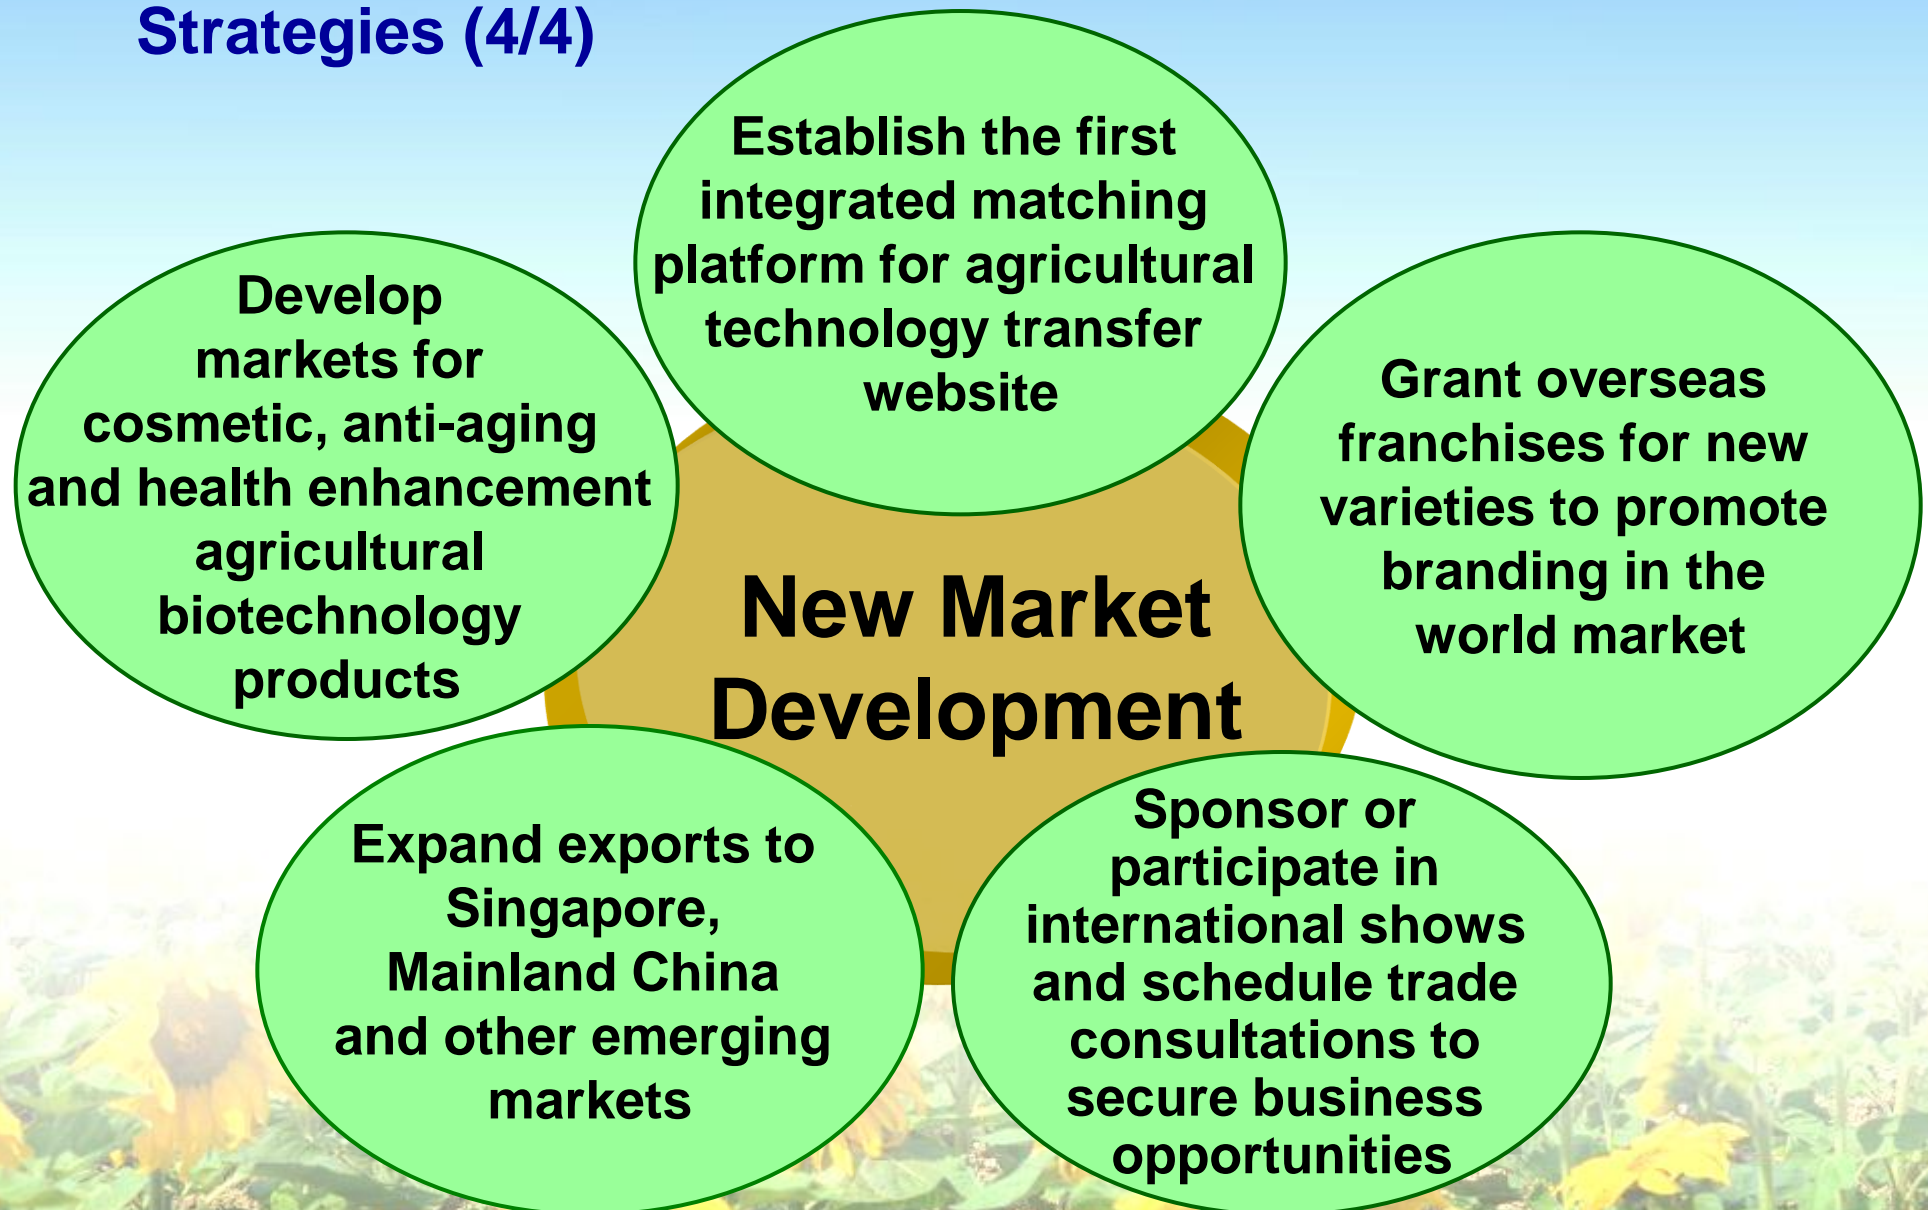 Strategies (4/4)
Establish the first
integrated matching
platform for agricultural
technology transfer
website
Develop
markets for
cosmetic, anti-aging
and health enhancement
agricultural
biotechnology
products
Grant overseas
franchises for new
varieties to promote
branding in the
world market
New Market
Development
Expand exports to
Singapore,
Mainland China
and other emerging
markets
Sponsor or
participate in
international shows
and schedule trade
consultations to
secure business
opportunities